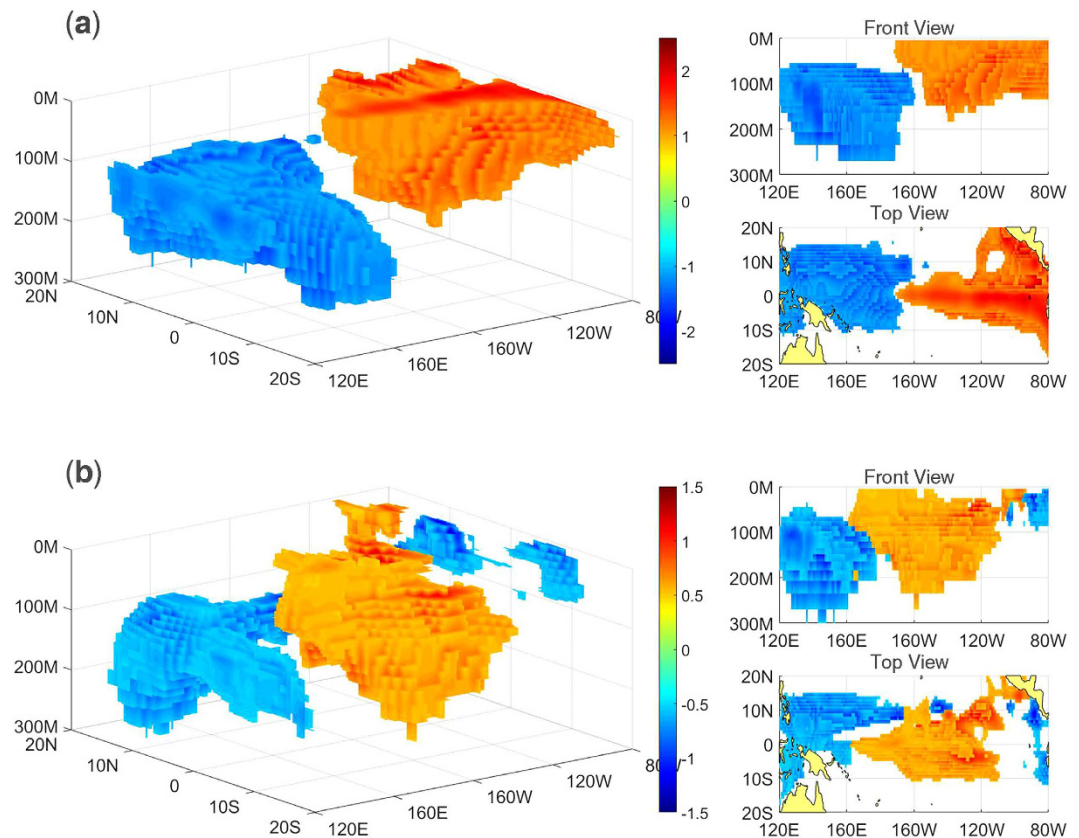 (a)
0M
100M
200M
300M
20N
10N
0
10S
20S
120E
160E
160W
120W
80W
2
1
0
-1
-2
Front View
0M
100M
200M
300M
120E 160E 160W 120W 80W
Top View
20N
10N
0
10S
20S
120E 160E 160W 120W 80W
(b)
0M
100M
200M
300M
20N
10N
0
10S
20S
120E
160E
160W
120W
80W
1.5
1
0.5
0
-0.5
-1
-1.5
Front View
0M
100M
200M
300M
120E 160E 160W 120W 80W
Top View
20N
10N
0
10S
20S
120E 160E 160W 120W 80W